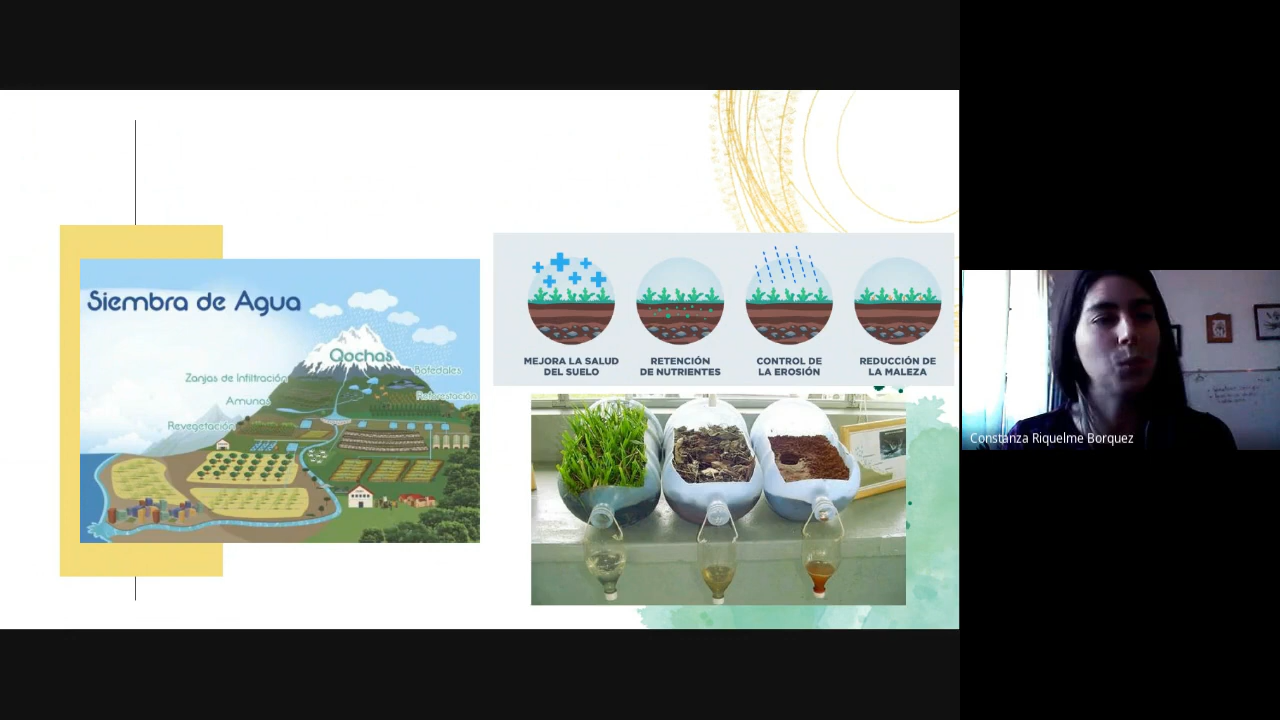 Siembra de Agua
Qochas
Zanjas de Infiltración
Bofedales
Amunas
Reforestación
Revegetación
MEJORA LA SALUD
DEL SUELO
RETENCIÓN
DE NUTRIENTES
CONTROL DE
LA EROSIÓN
REDUCCIÓN DE
LA MALEZA
Constanza Riquelme Borquez